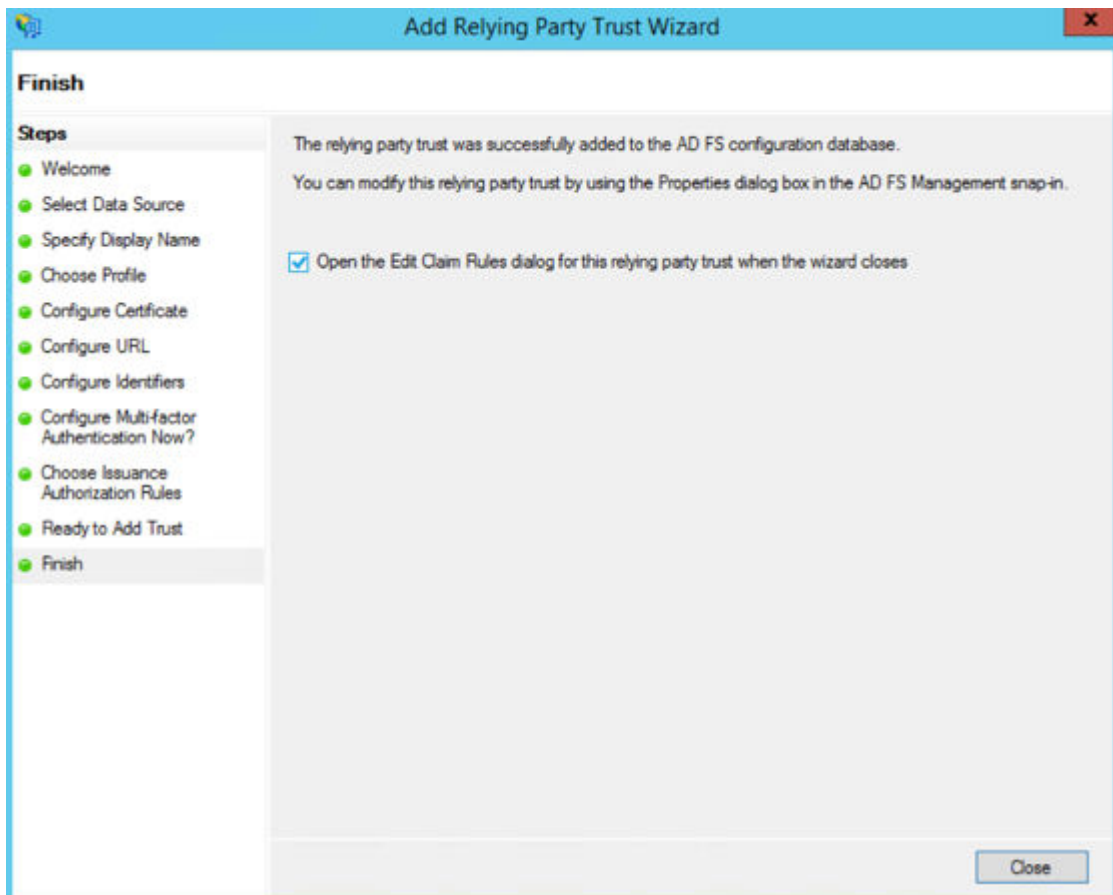 Add Relying Party Trust Wizard
x
Finish
Steps
Welcome
Select Data Source
Specify Display Name
Choose Profile
Configure Certificate
Configure URL
Configure Identifiers
Configure Multi-factor
Authentication Now?
Choose Issuance
Authorization Rules
Ready to Add Trust
Finish
The relying party trust was successfully added to the AD FS configuration database.
You can modify this relying party trust by using the Properties dialog box in the AD FS Management snap-in.
Open the Edit Claim Rules dialog for this relying party trust when the wizard closes
Close